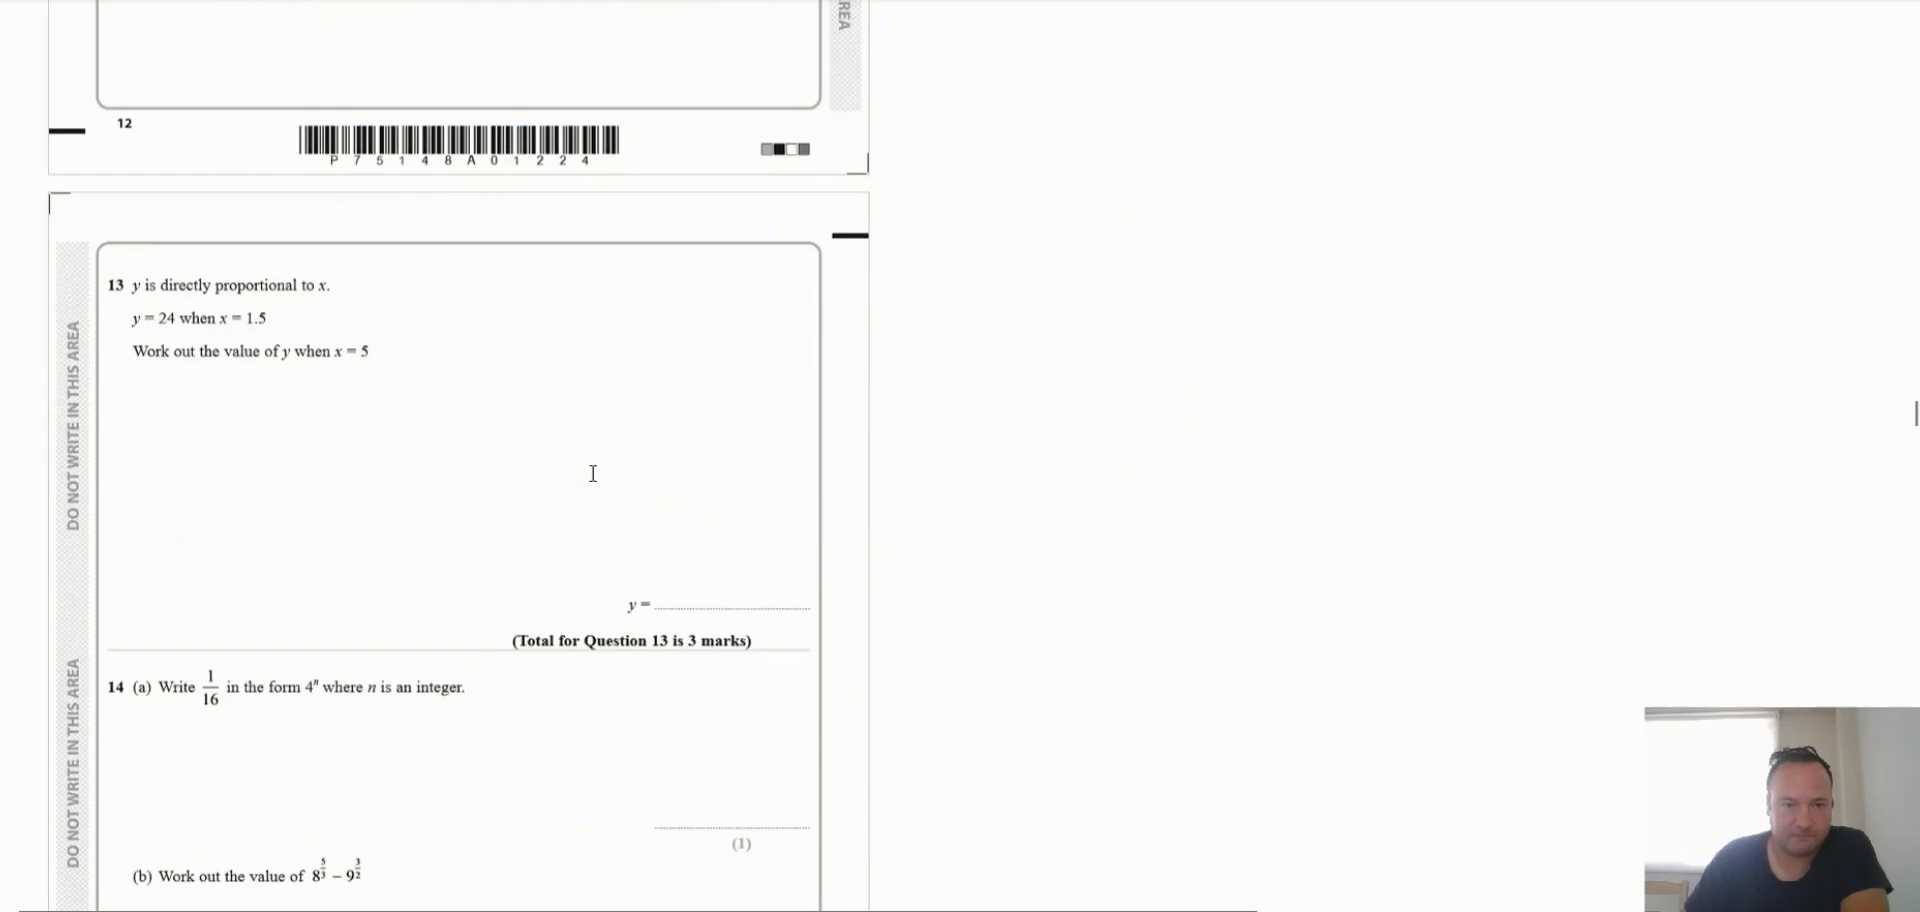 REA
12
P 7 5 1 4 8 A 0 1 2 2 4
DO NOT WRITE IN THIS AREA
13 y is directly proportional to x.
y = 24 when x = 1.5
Work out the value of y when x = 5
y =
(Total for Question 13 is 3 marks)
DO NOT WRITE IN THIS AREA
14 (a) Write 1/16 in the form 4ⁿ where n is an integer.
(1)
(b) Work out the value of 8^(5/3) – 9^(3/2)